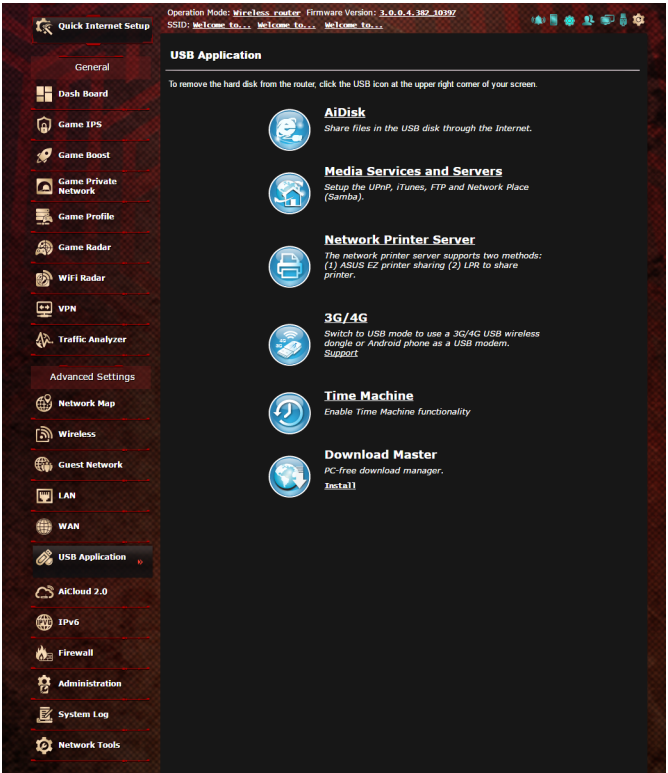 Quick Internet Setup
General
Dash Board
Game IPS
Game Boost
Game Private
Network
Game Profile
Game Radar
WiFi Radar
VPN
Traffic Analyzer
Advanced Settings
Network Map
Wireless
Guest Network
LAN
WAN
USB Application
AiCloud 2.0
IPv6
Firewall
Administration
System Log
Network Tools
Operation Mode: Wireless router Firmware Version: 3.0.0.4.382_10397
SSID: Welcome to... Welcome to... Welcome to...
USB Application
To remove the hard disk from the router, click the USB icon at the upper right corner of your screen.
AiDisk
Share files in the USB disk through the Internet.
Media Services and Servers
Setup the UPnP, iTunes, FTP and Network Place
(Samba).
Network Printer Server
The network printer server supports two methods:
(1) ASUS EZ printer sharing (2) LPR to share
printer.
3G/4G
Switch to USB mode to use a 3G/4G USB wireless
dongle or Android phone as a USB modem.
Support
Time Machine
Enable Time Machine functionality
Download Master
PC-free download manager.
Install